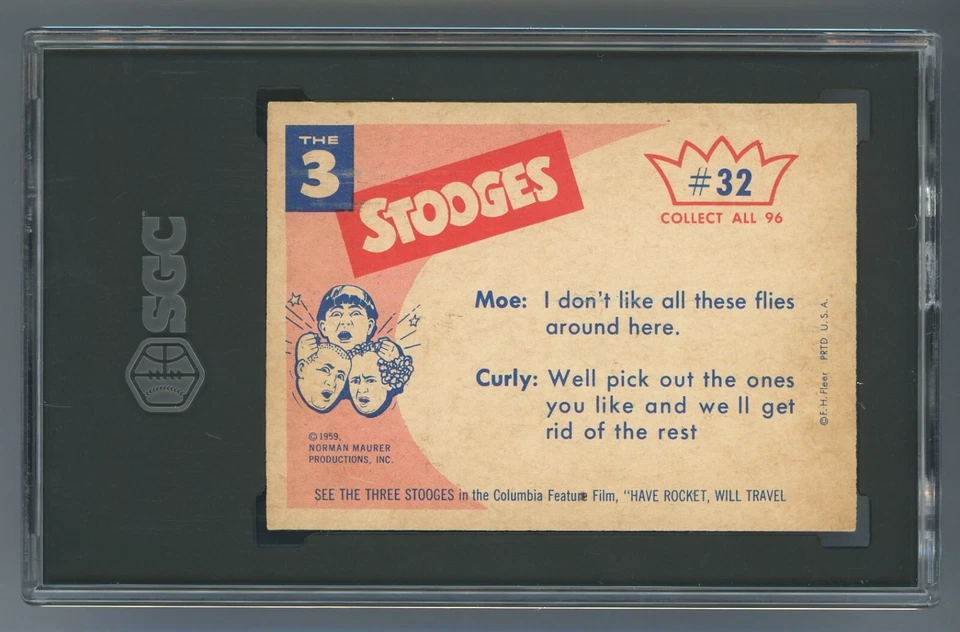 SGC
THE
3
STOOGES
#32
COLLECT ALL 96
Moe: I don't like all these flies
around here.
Curly: Well pick out the ones
you like and we ll get
rid of the rest
© 1959,
NORMAN MAURER
PRODUCTIONS, INC.
SEE THE THREE STOOGES in the Columbia Feature Film, "HAVE ROCKET, WILL TRAVEL
©F. H. Fleer PRTD U.S.A.